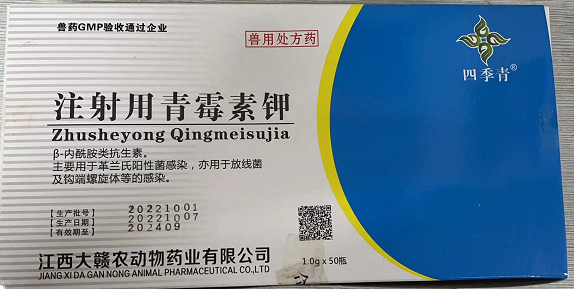 兽药GMP验收通过企业
兽用处方药
四季青®
注射用青霉素钾
Zhusheyong Qingmeisujia
β-内酰胺类抗生素。
主要用于革兰氏阳性菌感染，亦用于放线菌
及钩端螺旋体等的感染。
【生产批号】 20221001
【生产日期】 20221007
【有效期至】 202409
江西大赣农动物药业有限公司
JIANG XI DA GAN NONG ANIMAL PHARMACEUTICAL CO.,LTD
1.0g x 50瓶